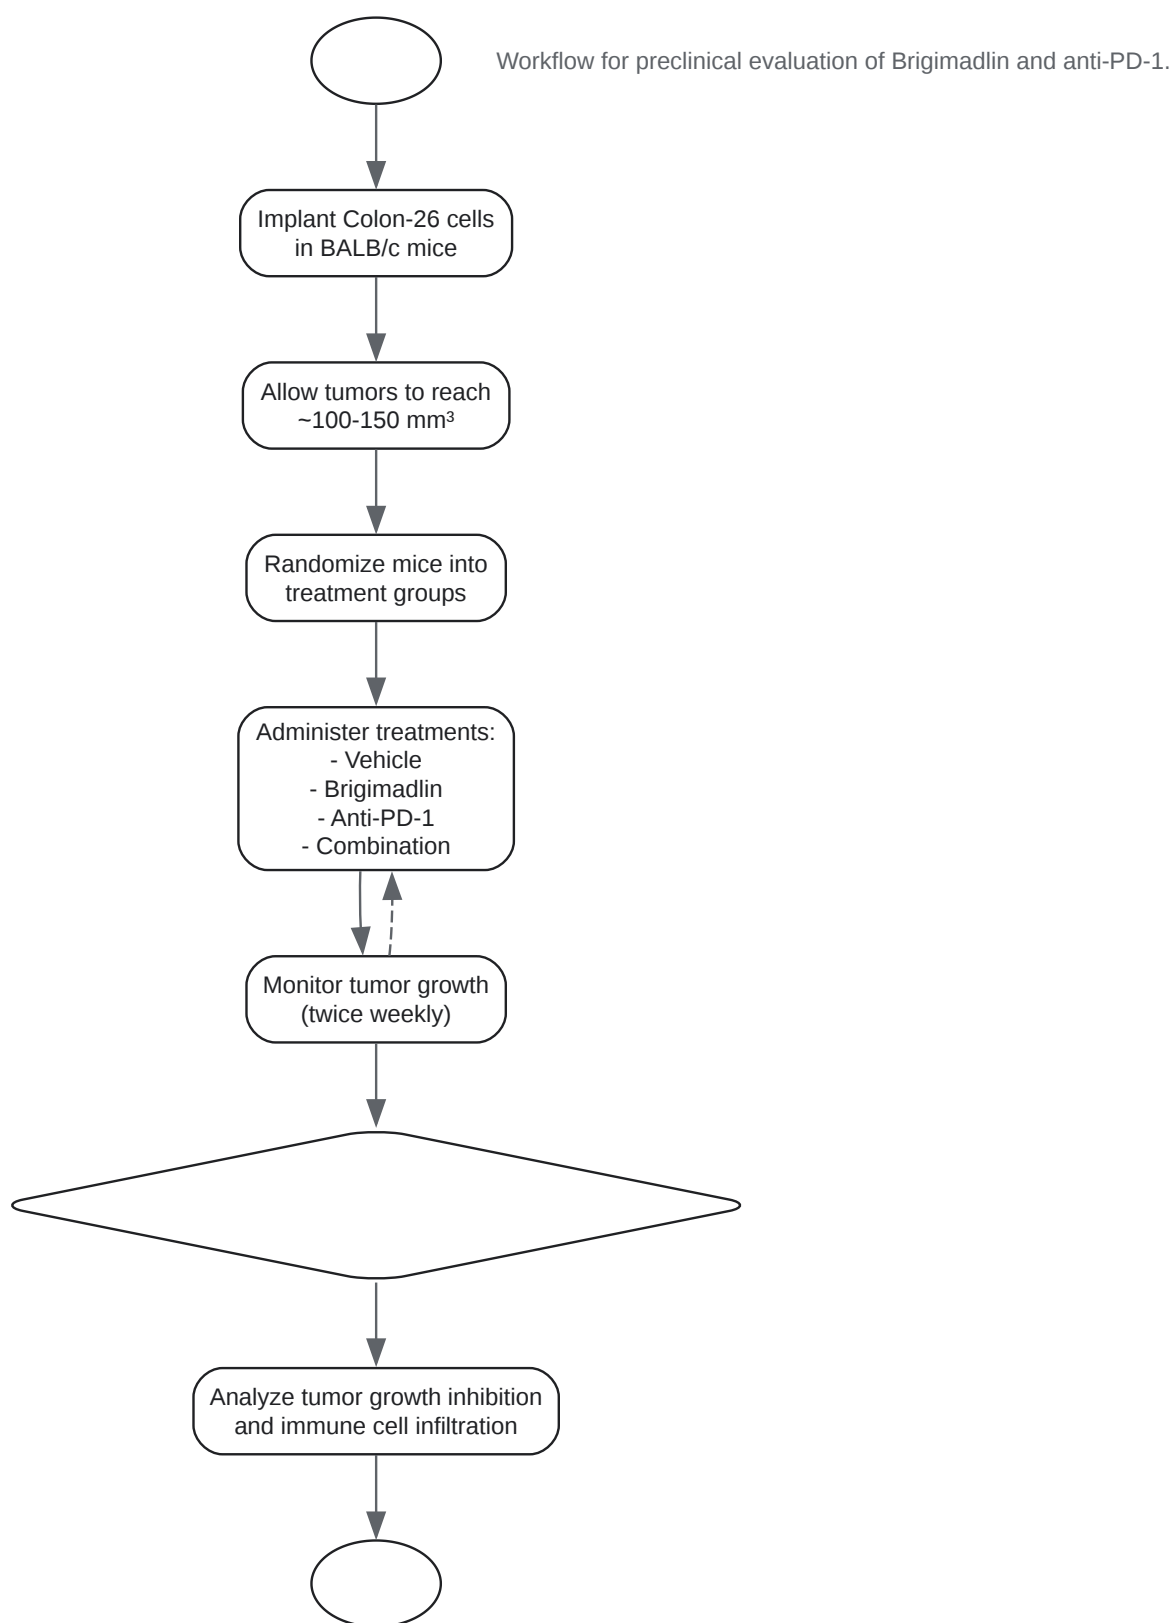 Workflow for preclinical evaluation of Brigimadlin and anti-PD-1.
Implant Colon-26 cells
in BALB/c mice
Allow tumors to reach
~100-150 mm³
Randomize mice into
treatment groups
Administer treatments:
- Vehicle
- Brigimadlin
- Anti-PD-1
- Combination
Monitor tumor growth
(twice weekly)
Analyze tumor growth inhibition
and immune cell infiltration